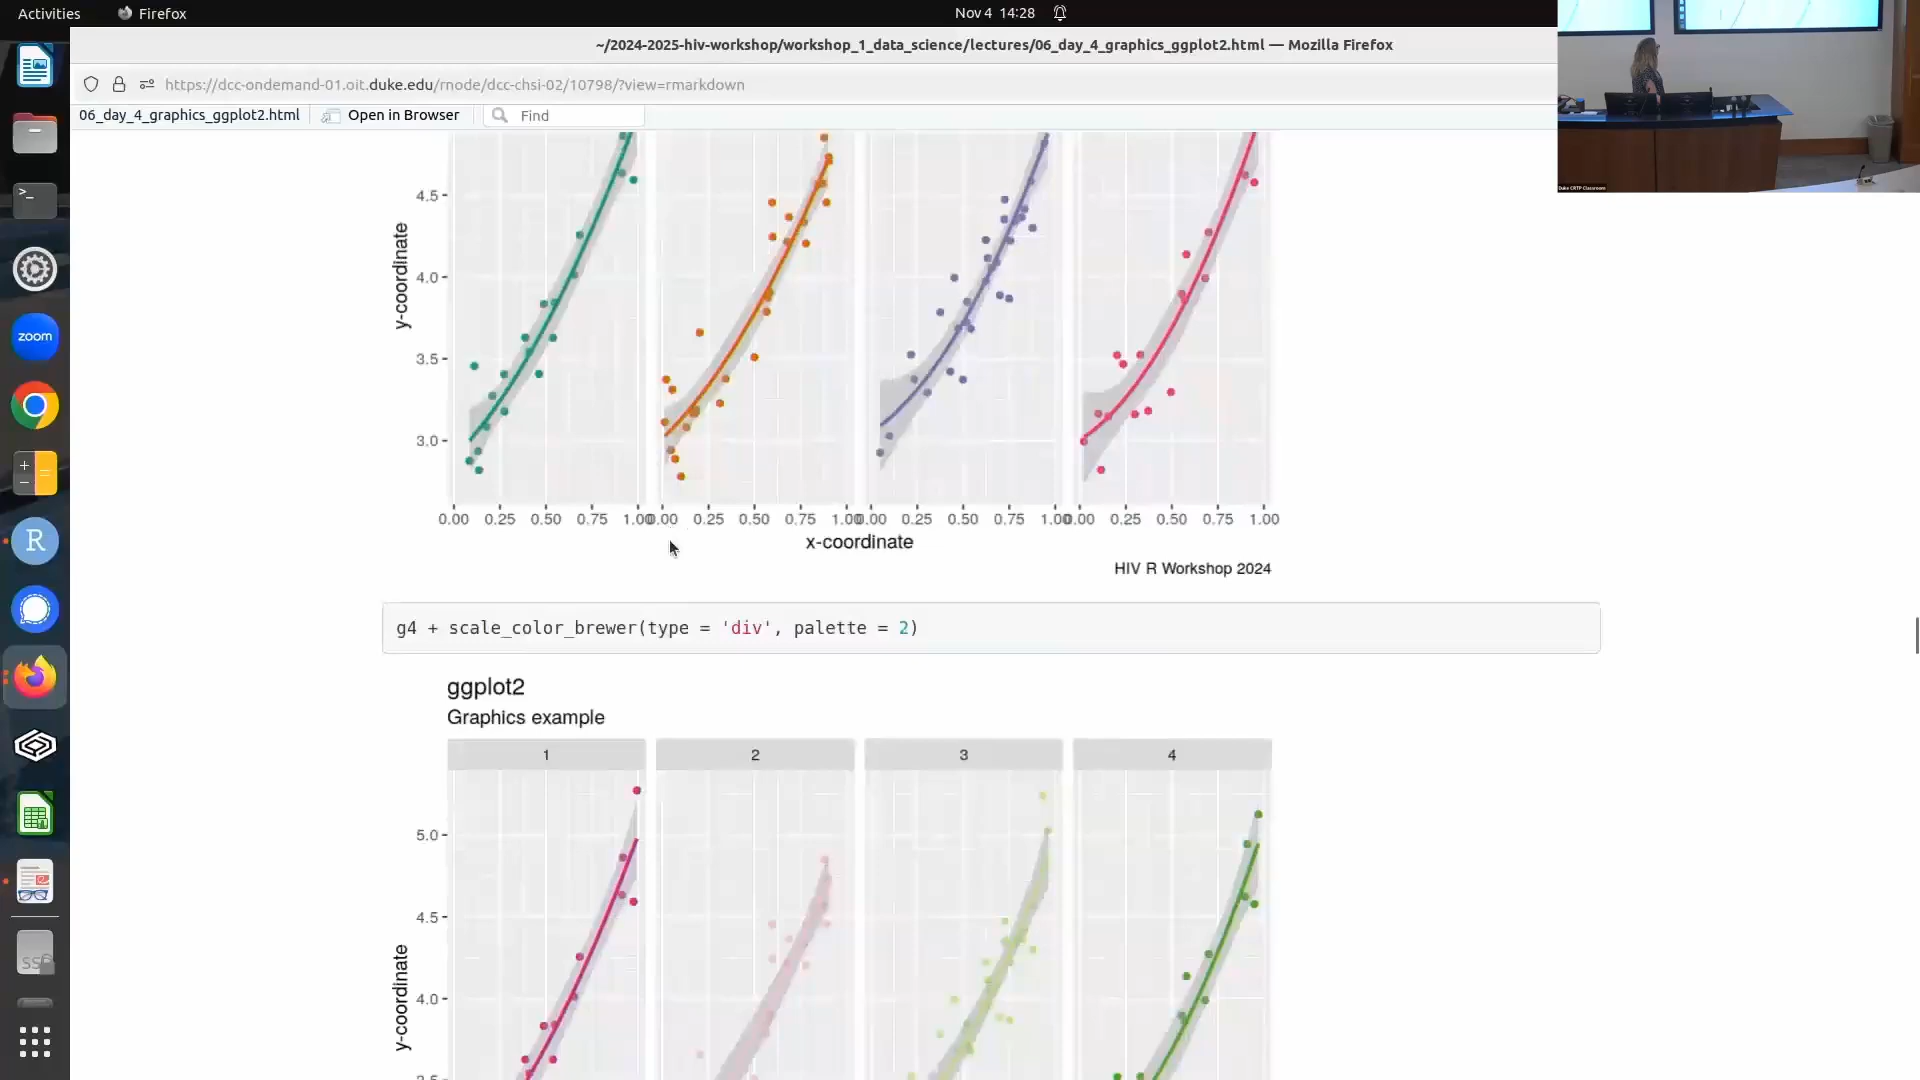 Activities
Firefox
Nov 4 14:28
~/2024-2025-hiv-workshop/workshop_1_data_science/lectures/06_day_4_graphics_ggplot2.html — Mozilla Firefox
https://dcc-ondemand-01.oit.duke.edu/rnode/dcc-chsi-02/10798/?view=rmarkdown
06_day_4_graphics_ggplot2.html
Open in Browser
Find
Duke CRTP Classroom
zoom
R
4.5
4.0
3.5
3.0
y-coordinate
0.00 0.25 0.50 0.75 1.00
0.00 0.25 0.50 0.75 1.00
0.00 0.25 0.50 0.75 1.00
0.00 0.25 0.50 0.75 1.00
x-coordinate
HIV R Workshop 2024
g4 + scale_color_brewer(type = 'div', palette = 2)
ggplot2
Graphics example
1 2 3 4
5.0
4.5
4.0
3.5
y-coordinate